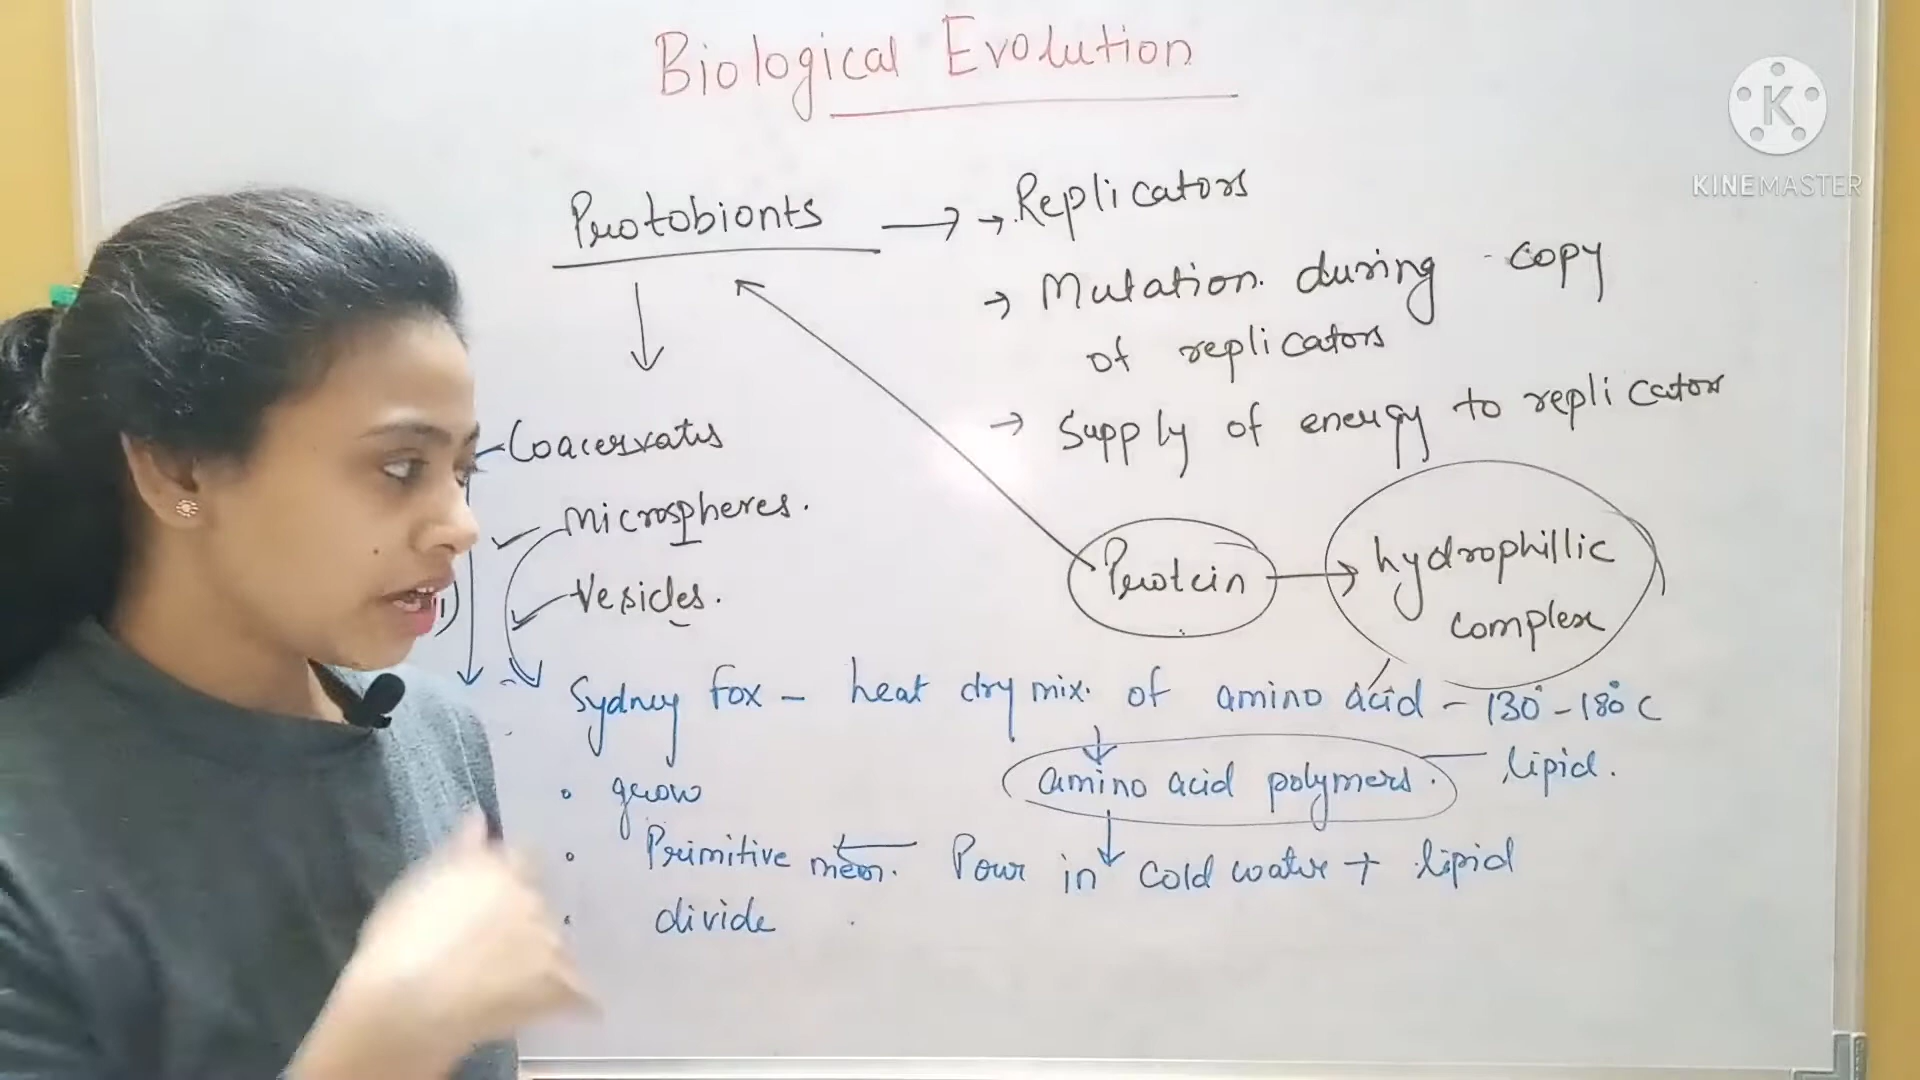 Biological Evolution
KINEMASTER
Protobionts → → Replicators
→ Mutation during copy
of replicators
→ Supply of energy to replicator
Coacervates
Microspheres.
Vesicles.
Protein → hydrophillic
complex
Sydney fox - heat dry mix. of amino acid - 130° - 180° C
amino acid polymers. lipid.
• grow
• Primitive mem. Pour in cold water + lipid
• divide